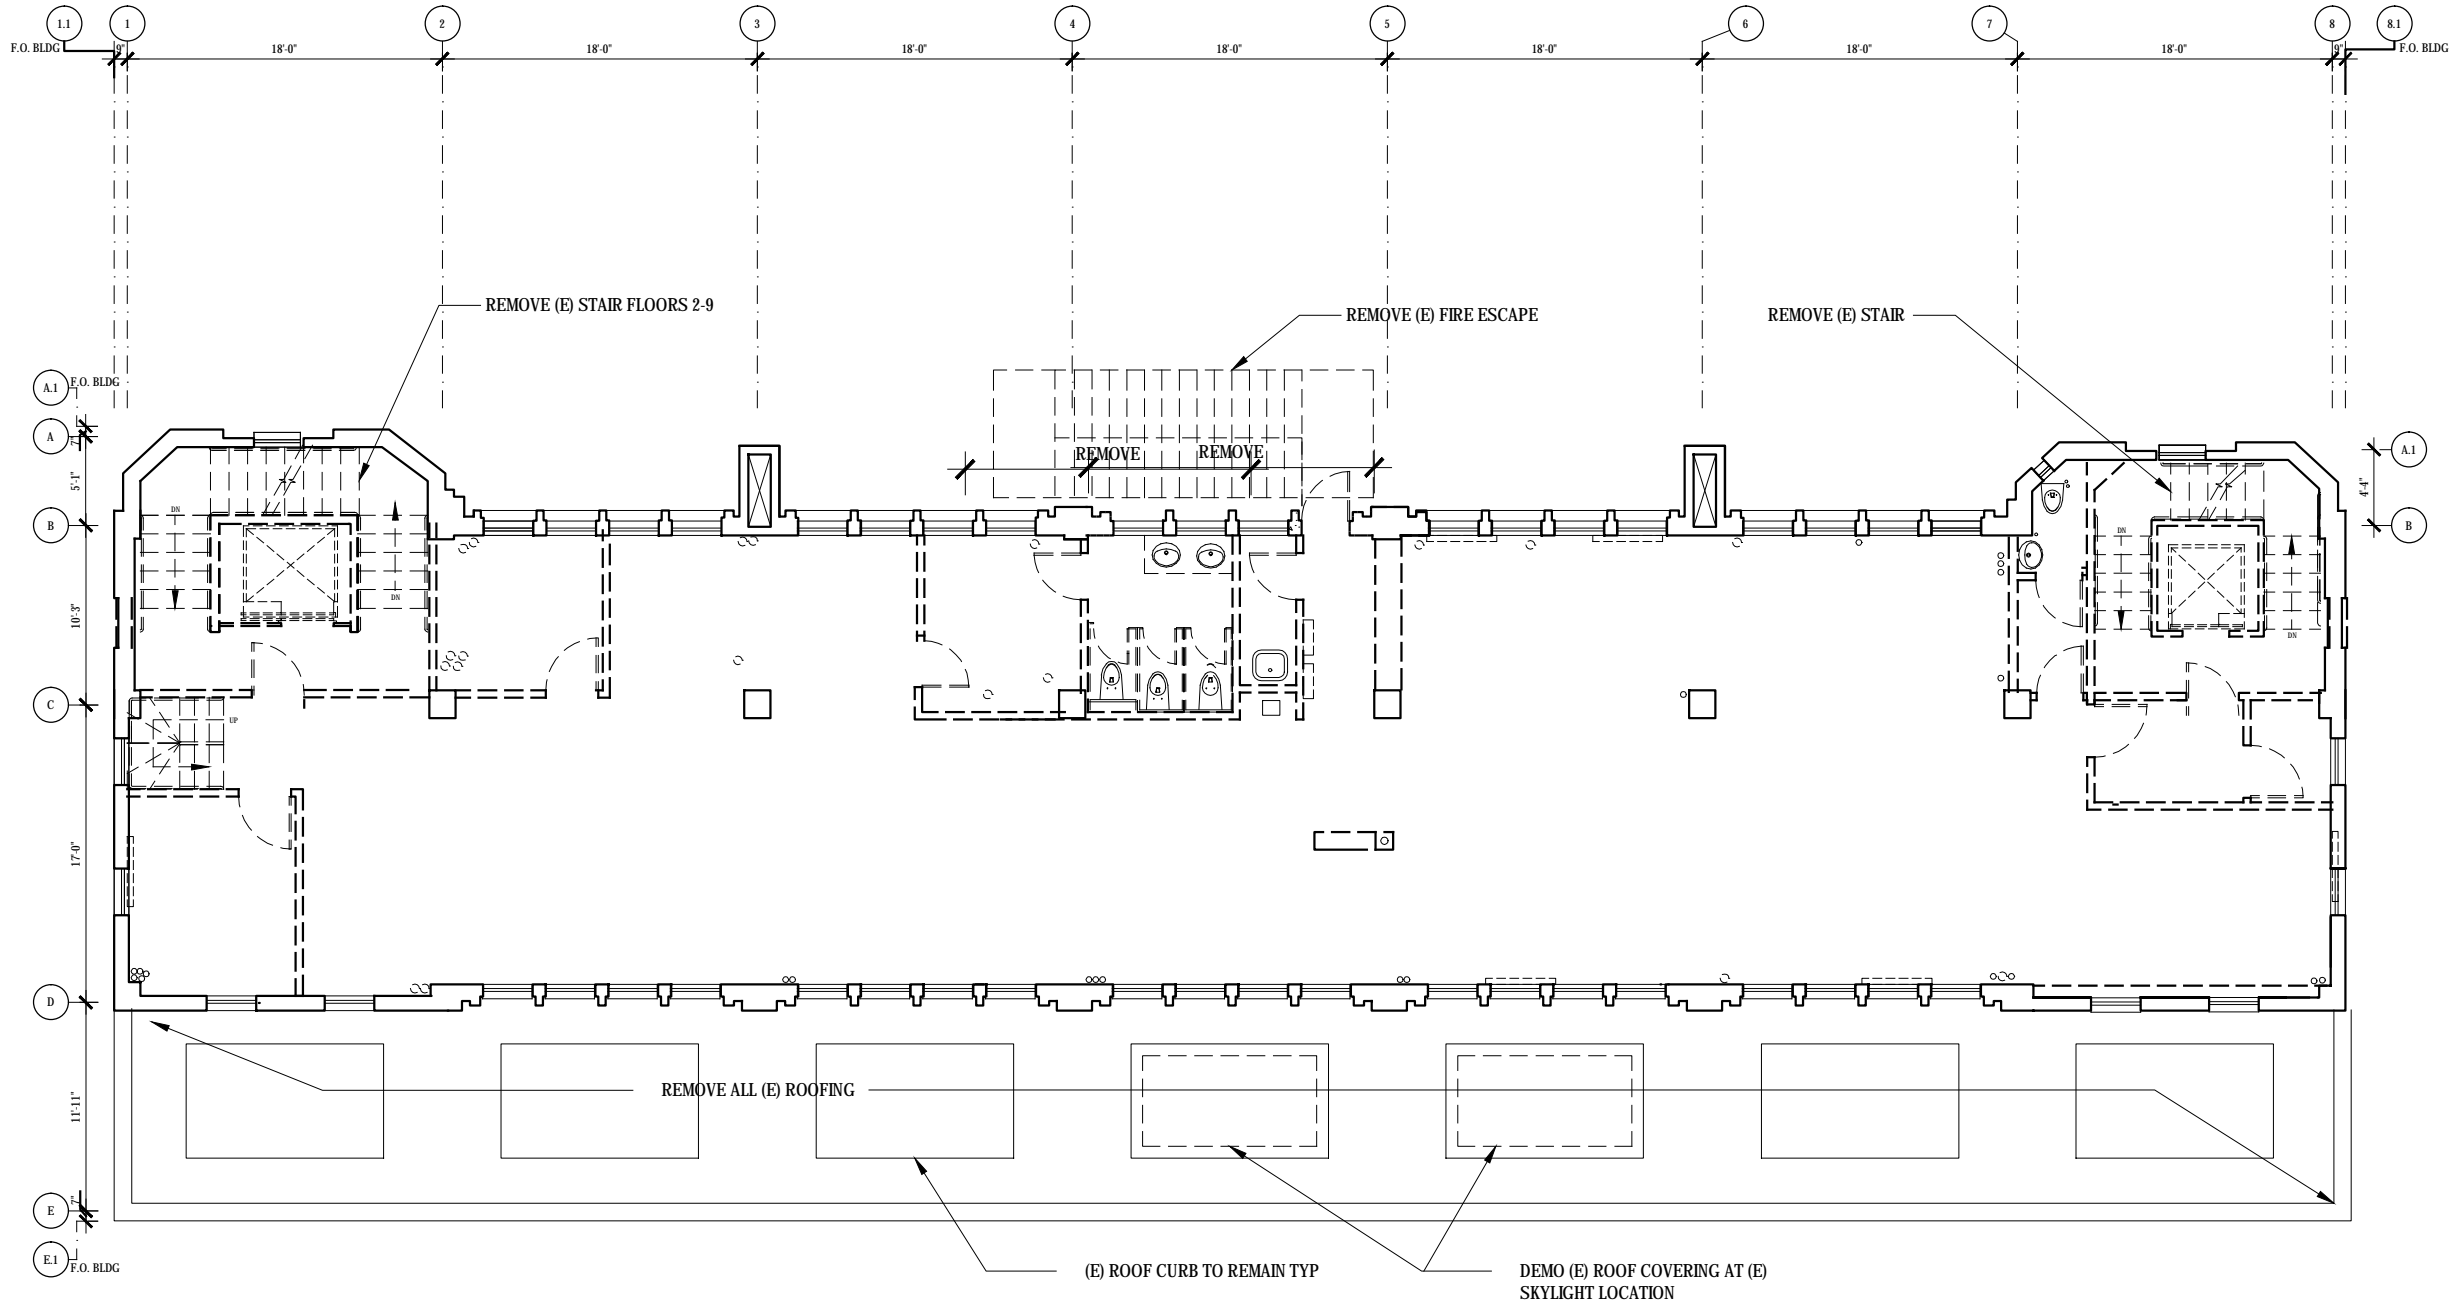 1.1
1
2
3
4
5
6
7
8
8.1
F.O. BLDG
9"
18'-0"
18'-0"
18'-0"
18'-0"
18'-0"
18'-0"
18'-0"
9"
F.O. BLDG
REMOVE (E) STAIR FLOORS 2-9
REMOVE (E) FIRE ESCAPE
REMOVE (E) STAIR
A.1
F.O. BLDG
A
7"
5'-1"
B
10'-3"
C
17'-0"
D
11'-11"
E
7"
E.1
F.O. BLDG
A.1
4'-4"
B
REMOVE
REMOVE
DN
DN
UP
DN
DN
REMOVE ALL (E) ROOFING
(E) ROOF CURB TO REMAIN TYP
DEMO (E) ROOF COVERING AT (E)
SKYLIGHT LOCATION